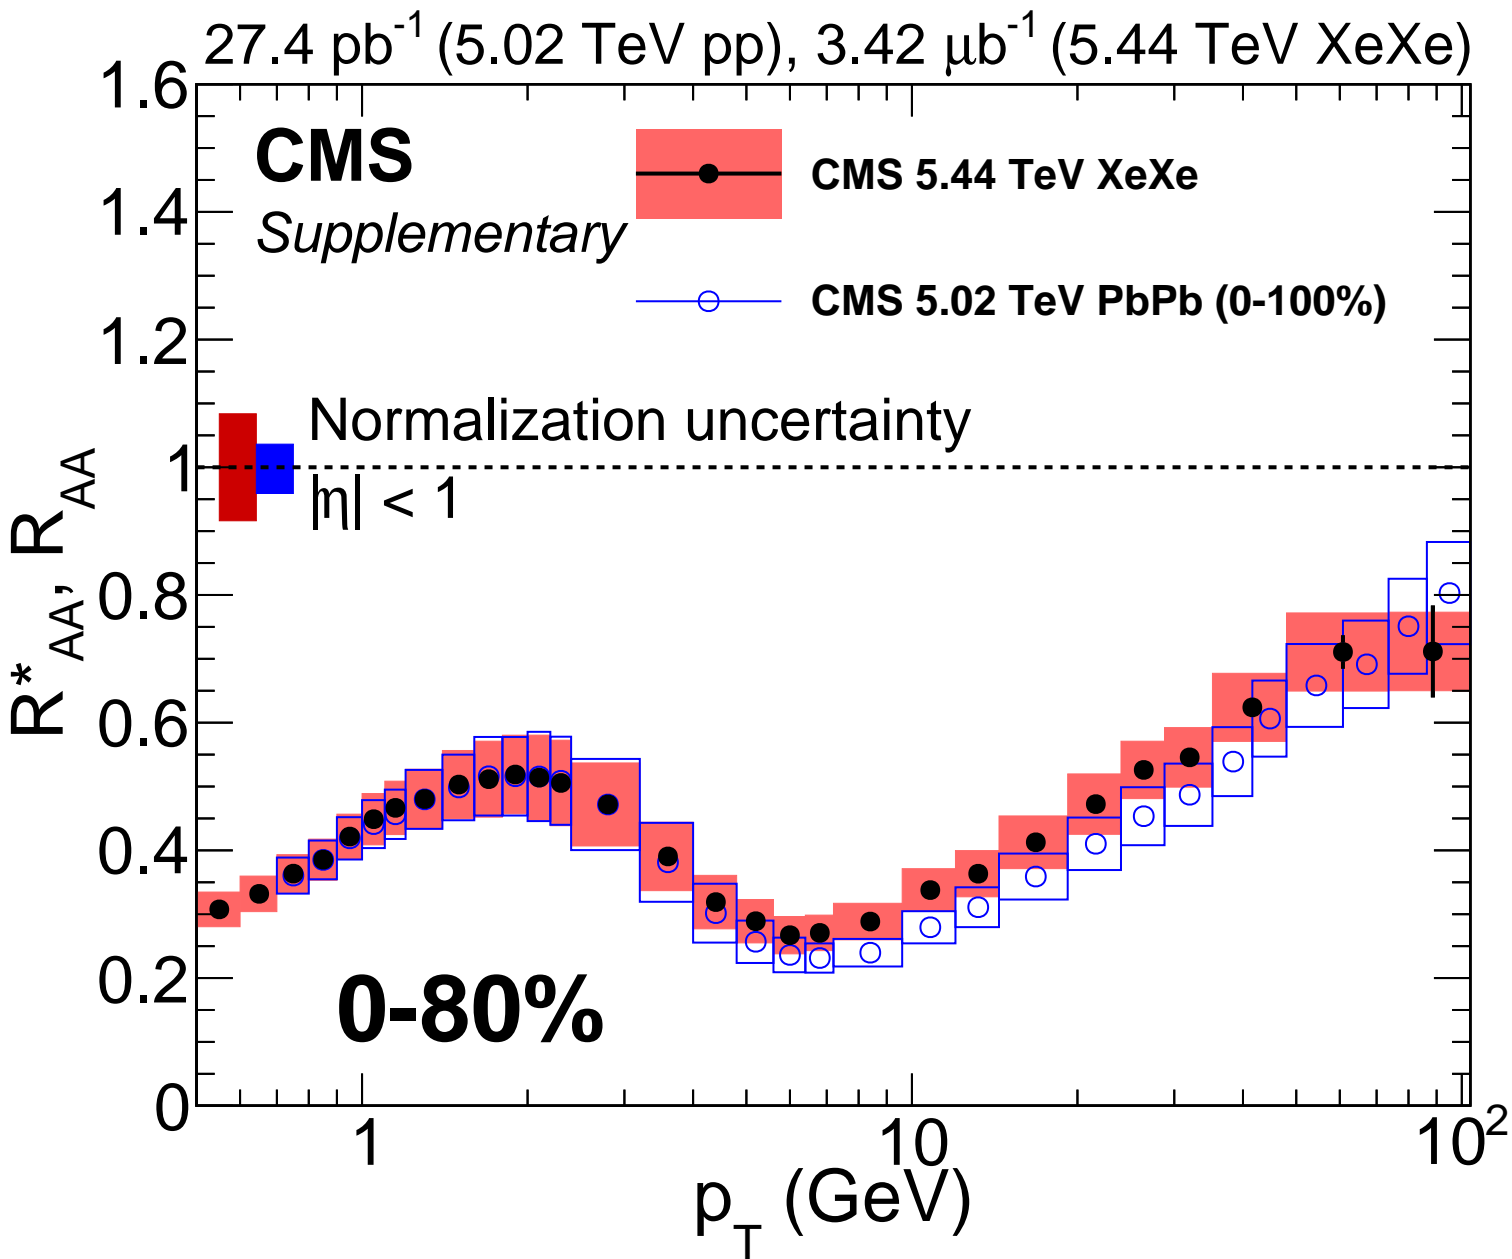 27.4 pb⁻¹ (5.02 TeV pp), 3.42 μb⁻¹ (5.44 TeV XeXe)
CMS
Supplementary
CMS 5.44 TeV XeXe
CMS 5.02 TeV PbPb (0-100%)
Normalization uncertainty
|η| < 1
0-80%
R*AA, RAA
1.6
1.4
1.2
1
0.8
0.6
0.4
0.2
0
1
10
10²
pT (GeV)